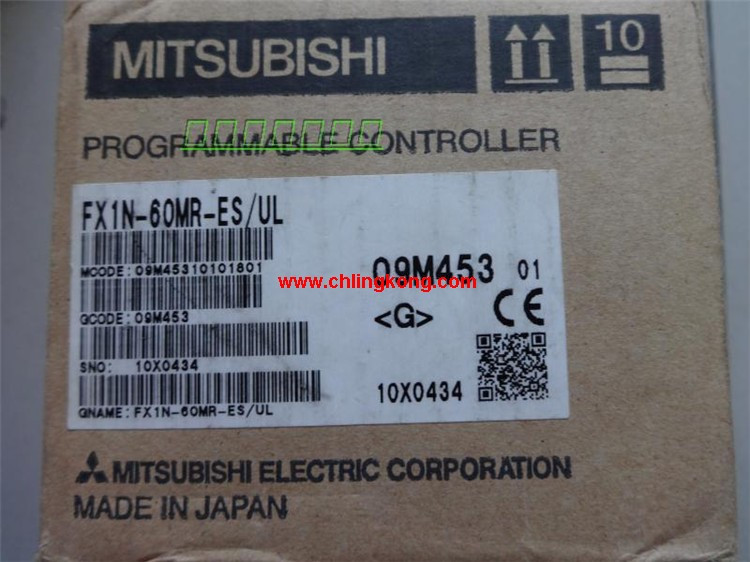 MITSUBISHI
10
PROGRAMMABLE CONTROLLER
FX1N-60MR-ES/UL
MCODE: 09M45310101801
09M453 01
www.chlingkong.com
GCODE: 09M453
<G> CE
SNO: 10X0434
10X0434
GNAME: FX1N-60MR-ES/UL
MITSUBISHI ELECTRIC CORPORATION
MADE IN JAPAN